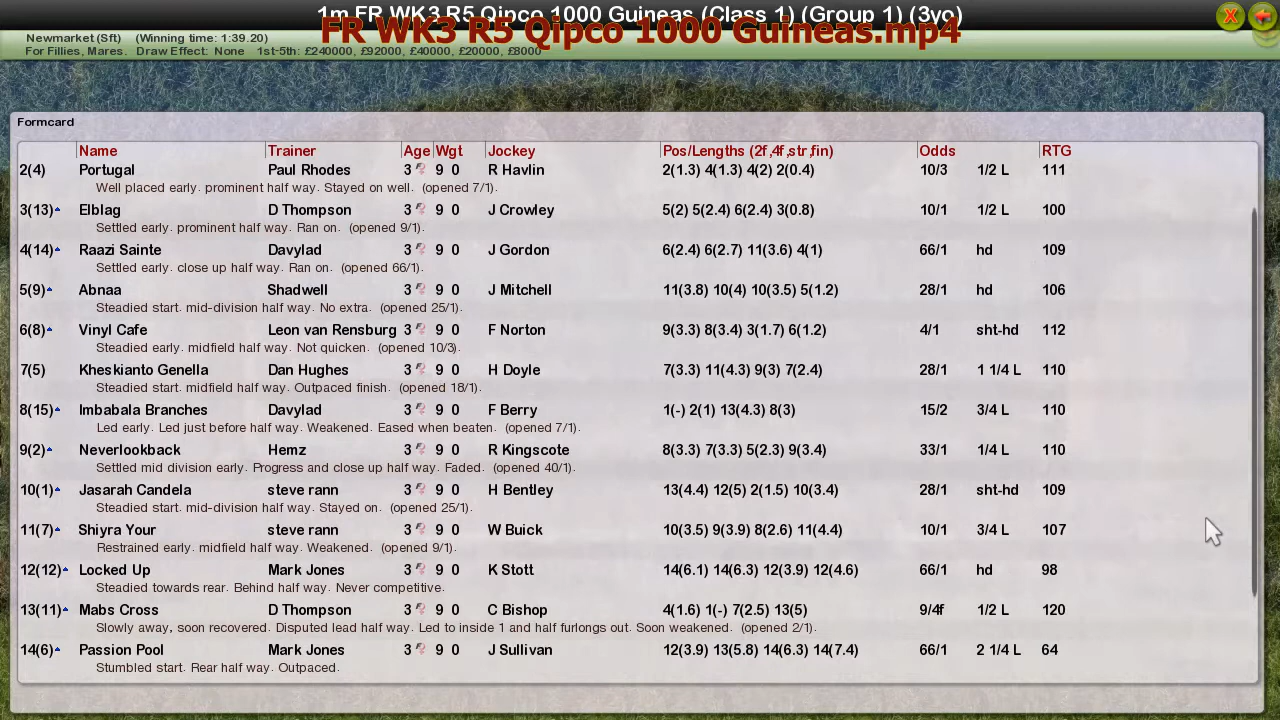 1m FR WK3 R5 Qipco 1000 Guineas (Class 1) (Group 1) (3yo)
FR WK3 R5 Qipco 1000 Guineas.mp4
Newmarket (Sft) (Winning time: 1:39.20)
For Fillies, Mares. Draw Effect: None 1st-5th: £240000, £92000, £40000, £20000, £8000
Formcard
Name Trainer Age Wgt Jockey Pos/Lengths (2f,4f,str,fin) Odds RTG
2(4) Portugal Paul Rhodes 3 9 0 R Havlin 2(1.3) 4(1.3) 4(2) 2(0.4) 10/3 1/2 L 111
Well placed early. prominent half way. Stayed on well. (opened 7/1).
3(13) Elblag D Thompson 3 9 0 J Crowley 5(2) 5(2.4) 6(2.4) 3(0.8) 10/1 1/2 L 100
Settled early. prominent half way. Ran on. (opened 9/1).
4(14) Raazi Sainte Davylad 3 9 0 J Gordon 6(2.4) 6(2.7) 11(3.6) 4(1) 66/1 hd 109
Settled early. close up half way. Ran on. (opened 66/1).
5(9) Abnaa Shadwell 3 9 0 J Mitchell 11(3.8) 10(4) 10(3.5) 5(1.2) 28/1 hd 106
Steadied start. mid-division half way. No extra. (opened 25/1).
6(8) Vinyl Cafe Leon van Rensburg 3 9 0 F Norton 9(3.3) 8(3.4) 3(1.7) 6(1.2) 4/1 sht-hd 112
Steadied early. midfield half way. Not quicken. (opened 10/3).
7(5) Kheskianto Genella Dan Hughes 3 9 0 H Doyle 7(3.3) 11(4.3) 9(3) 7(2.4) 28/1 1 1/4 L 110
Steadied start. midfield half way. Outpaced finish. (opened 18/1).
8(15) Imbabala Branches Davylad 3 9 0 F Berry 1(-) 2(1) 13(4.3) 8(3) 15/2 3/4 L 110
Led early. Led just before half way. Weakened. Eased when beaten. (opened 7/1).
9(2) Neverlookback Hemz 3 9 0 R Kingscote 8(3.3) 7(3.3) 5(2.3) 9(3.4) 33/1 1/4 L 110
Settled mid division early. Progress and close up half way. Faded. (opened 40/1).
10(1) Jasarah Candela steve rann 3 9 0 H Bentley 13(4.4) 12(5) 2(1.5) 10(3.4) 28/1 sht-hd 109
Steadied start. mid-division half way. Stayed on. (opened 25/1).
11(7) Shiyra Your steve rann 3 9 0 W Buick 10(3.5) 9(3.9) 8(2.6) 11(4.4) 10/1 3/4 L 107
Restrained early. midfield half way. Weakened. (opened 9/1).
12(12) Locked Up Mark Jones 3 9 0 K Stott 14(6.1) 14(6.3) 12(3.9) 12(4.6) 66/1 hd 98
Steadied towards rear. Behind half way. Never competitive.
13(11) Mabs Cross D Thompson 3 9 0 C Bishop 4(1.6) 1(-) 7(2.5) 13(5) 9/4f 1/2 L 120
Slowly away, soon recovered. Disputed lead half way. Led to inside 1 and half furlongs out. Soon weakened. (opened 2/1).
14(6) Passion Pool Mark Jones 3 9 0 J Sullivan 12(3.9) 13(5.8) 14(6.3) 14(7.4) 66/1 2 1/4 L 64
Stumbled start. Rear half way. Outpaced.